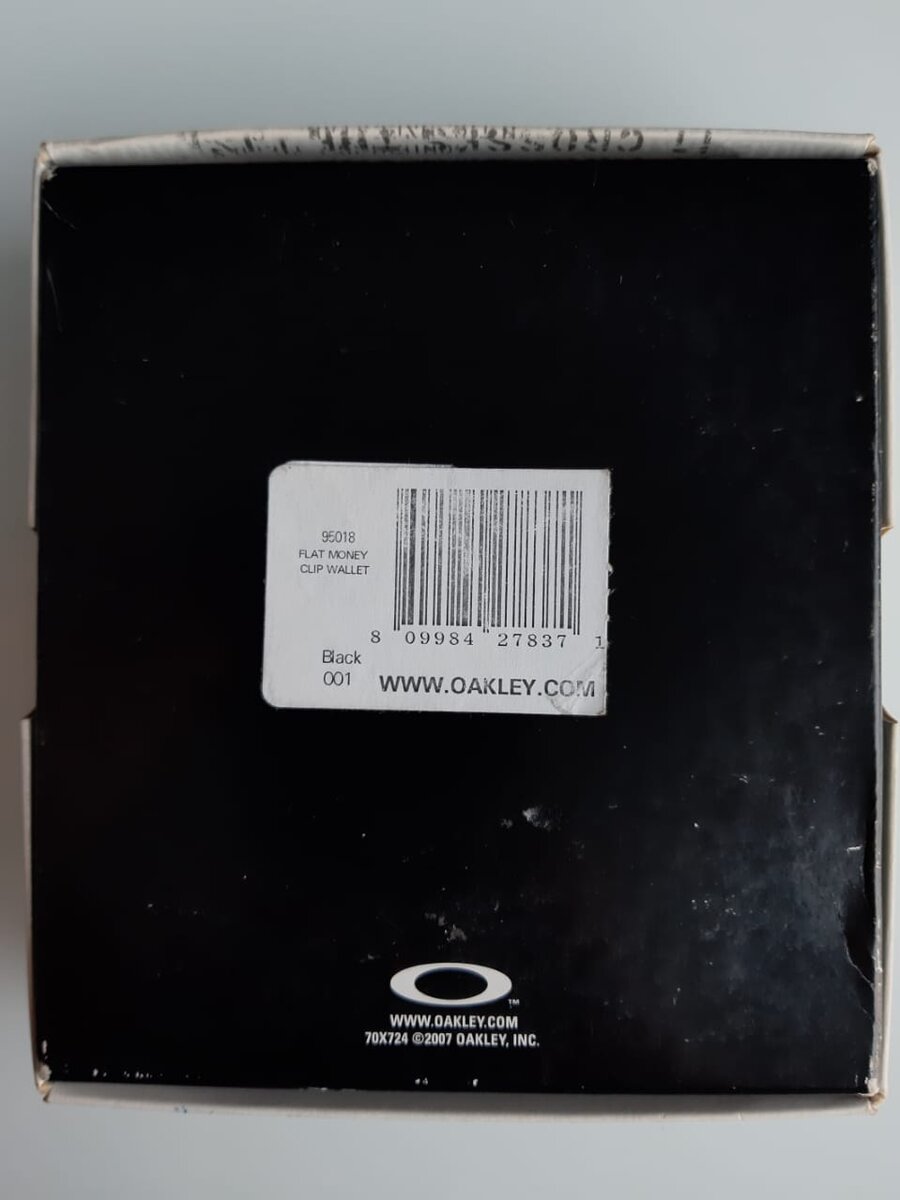 95018
FLAT MONEY
CLIP WALLET
8 09984 27837 1
Black
001
WWW.OAKLEY.COM
TM
WWW.OAKLEY.COM
70X724 ©2007 OAKLEY, INC.